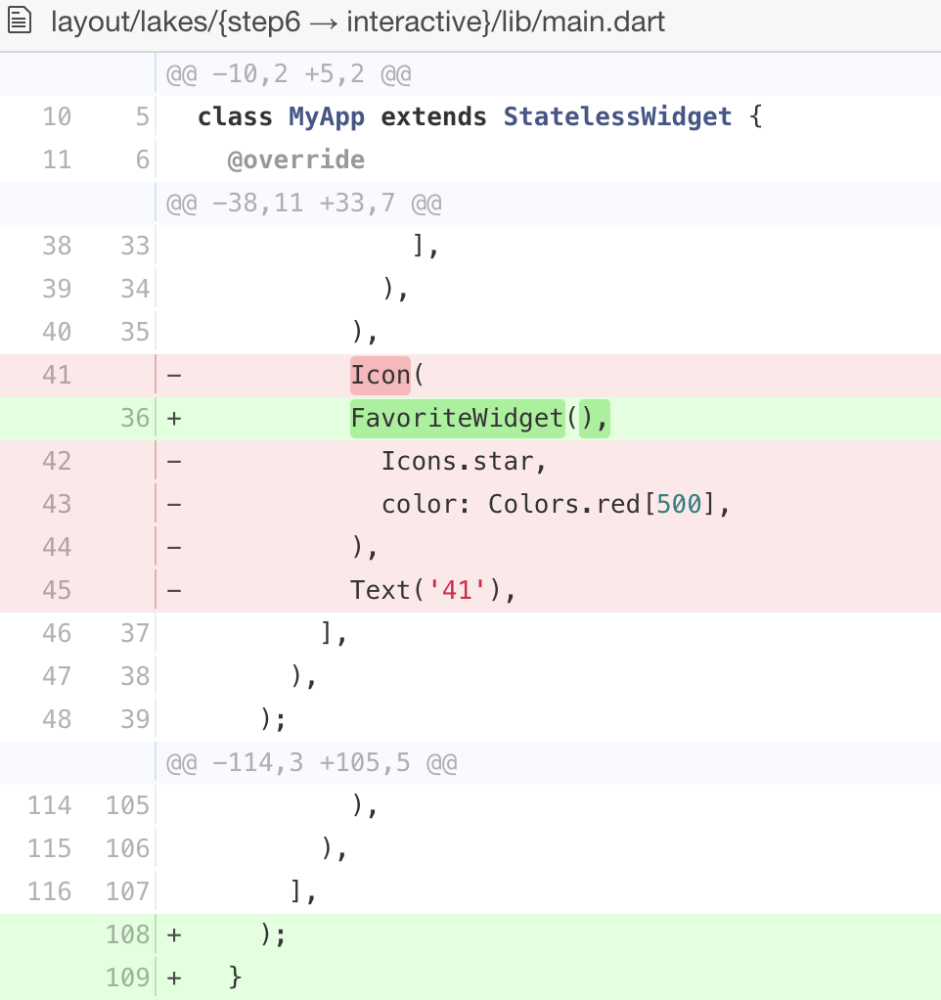 layout/lakes/{step6 → interactive}/lib/main.dart
@@ -10,2 +5,2 @@
10 5 class MyApp extends StatelessWidget {
11 6 @override
@@ -38,11 +33,7 @@
38 33 ],
39 34 ),
40 35 ),
41 - Icon(
36 + FavoriteWidget(),
42 - Icons.star,
43 - color: Colors.red[500],
44 - ),
45 - Text('41'),
46 37 ],
47 38 ),
48 39 );
@@ -114,3 +105,5 @@
114 105 ),
115 106 ),
116 107 ],
108 + );
109 + }